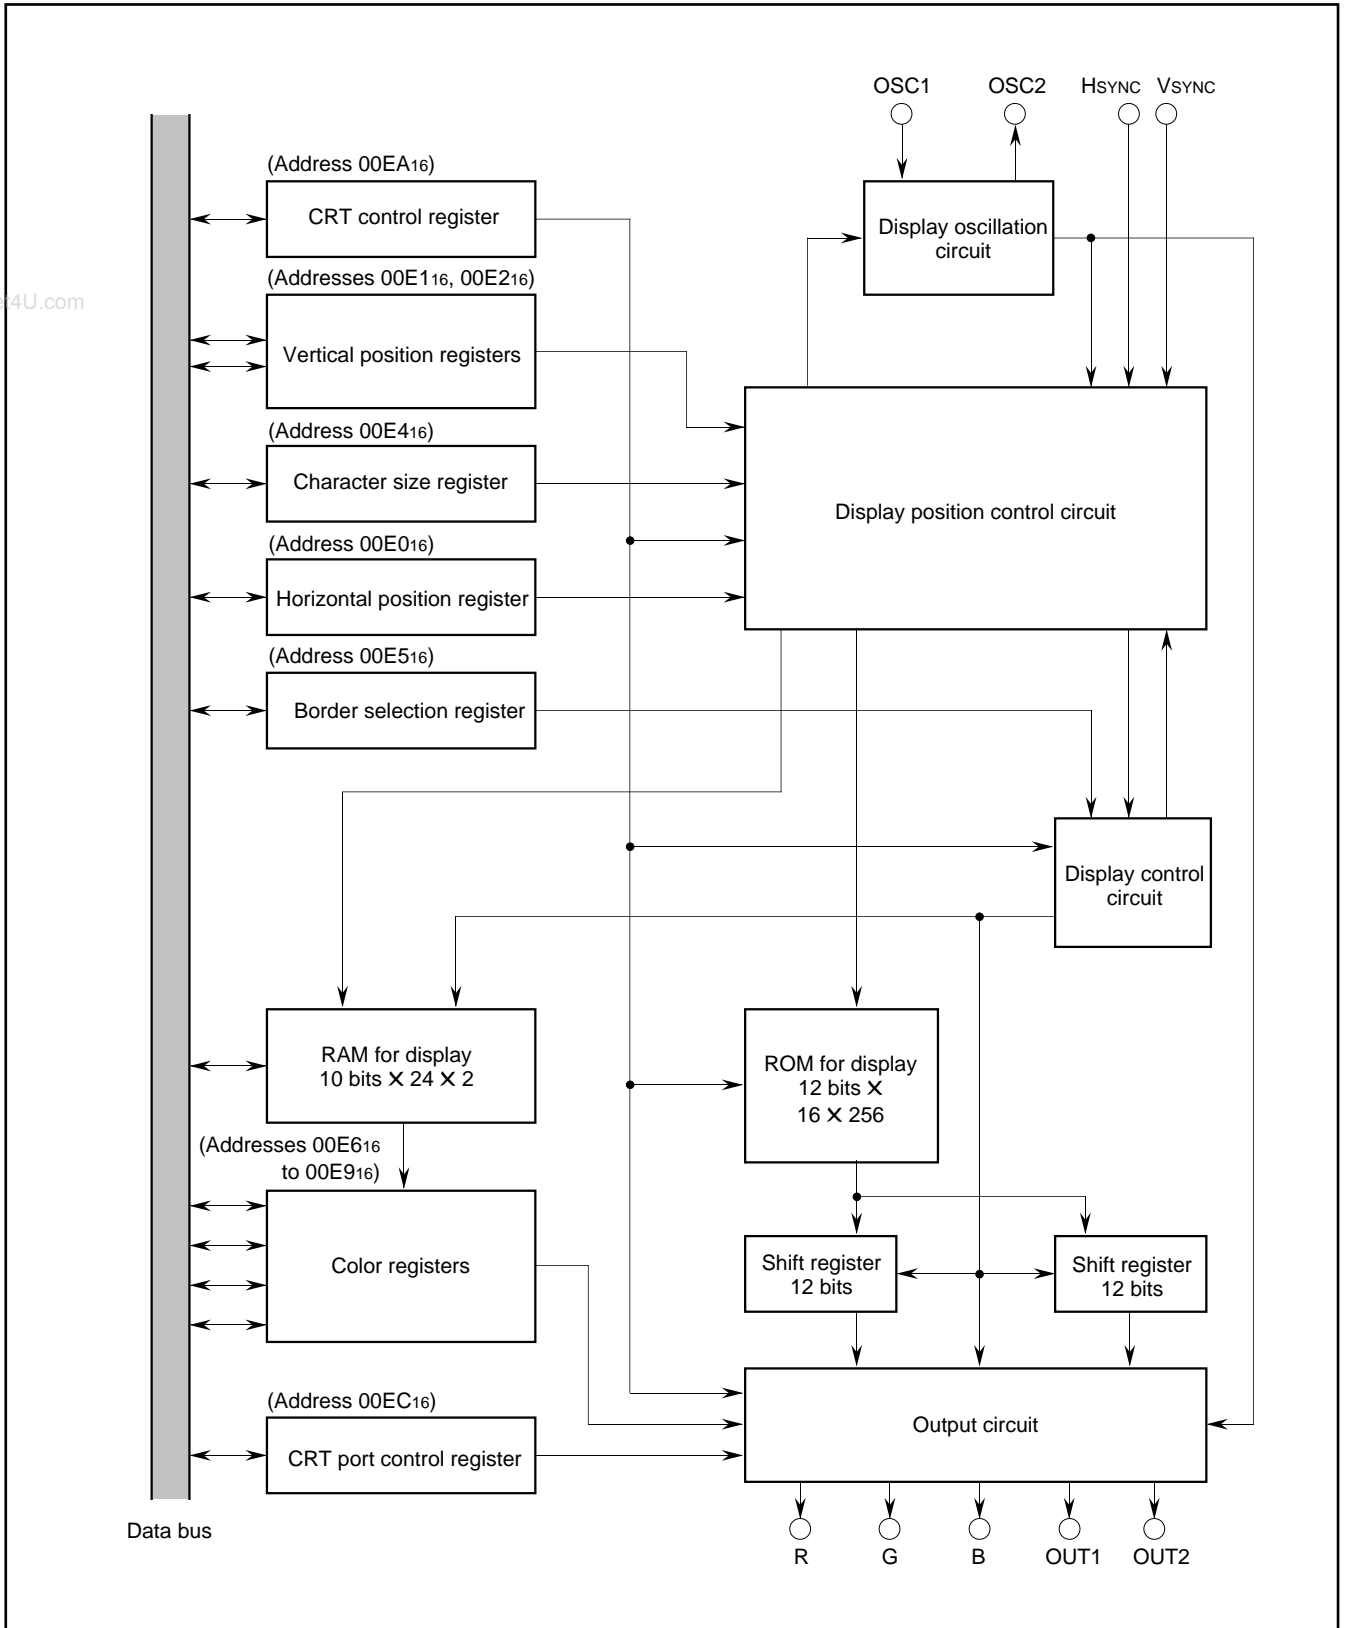 OSC1 OSC2 HSYNC VSYNC
(Address 00EA16)
CRT control register
Display oscillation
circuit
(Addresses 00E116, 00E216)
et4U.com
Vertical position registers
(Address 00E416)
Character size register
Display position control circuit
(Address 00E016)
Horizontal position register
(Address 00E516)
Border selection register
Display control
circuit
RAM for display
10 bits × 24 × 2
ROM for display
12 bits ×
16 × 256
(Addresses 00E616
to 00E916)
Color registers
Shift register
12 bits
Shift register
12 bits
(Address 00EC16)
CRT port control register
Output circuit
Data bus
R G B OUT1 OUT2